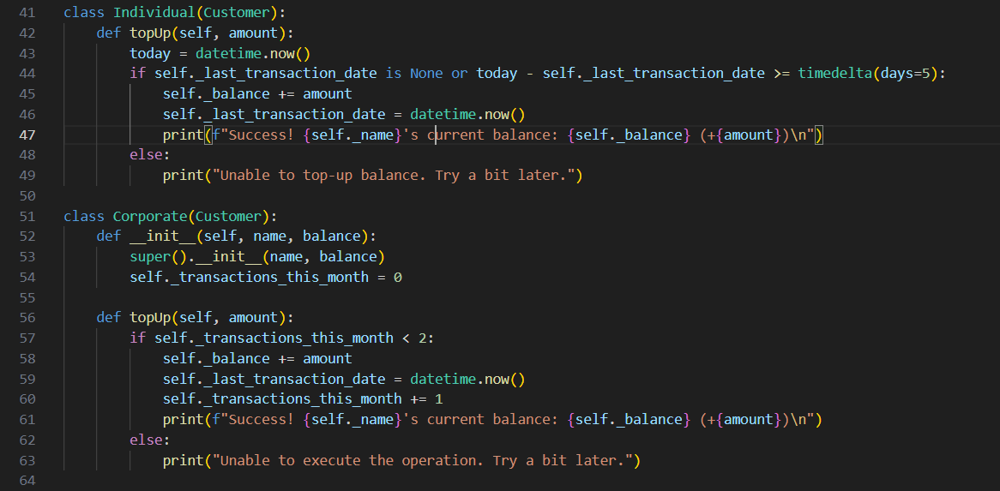 41 class Individual(Customer):
42     def topUp(self, amount):
43         today = datetime.now()
44         if self._last_transaction_date is None or today - self._last_transaction_date >= timedelta(days=5):
45             self._balance += amount
46             self._last_transaction_date = datetime.now()
47             print(f"Success! {self._name}'s current balance: {self._balance} (+{amount})\n")
48         else:
49             print("Unable to top-up balance. Try a bit later.")
50
51 class Corporate(Customer):
52     def __init__(self, name, balance):
53         super().__init__(name, balance)
54         self._transactions_this_month = 0
55
56     def topUp(self, amount):
57         if self._transactions_this_month < 2:
58             self._balance += amount
59             self._last_transaction_date = datetime.now()
60             self._transactions_this_month += 1
61             print(f"Success! {self._name}'s current balance: {self._balance} (+{amount})\n")
62         else:
63             print("Unable to execute the operation. Try a bit later.")
64